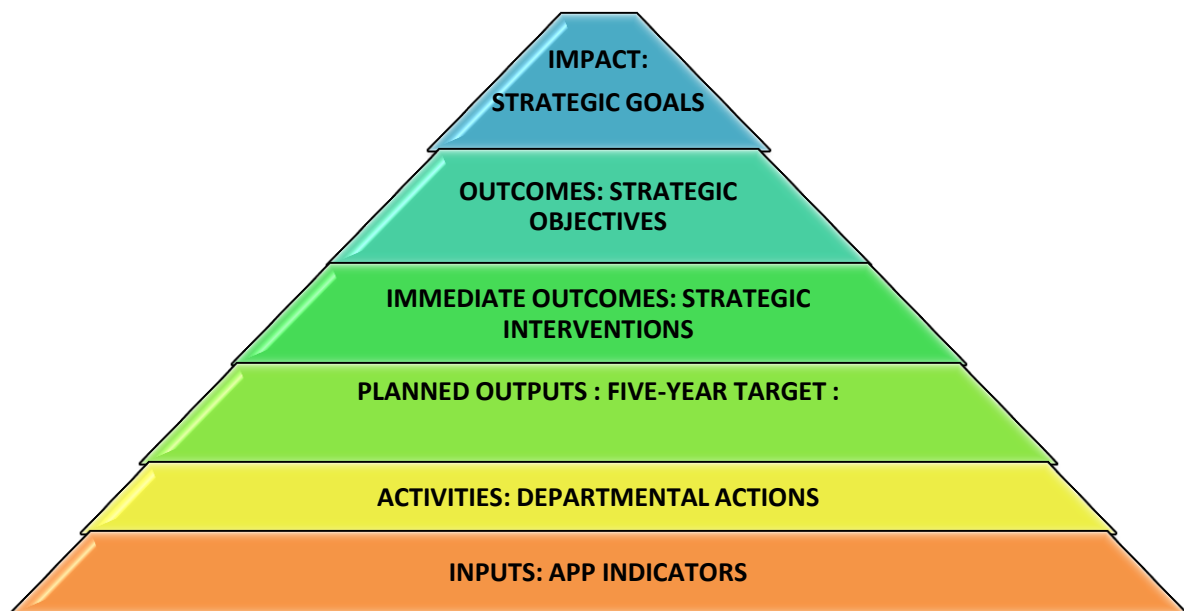 IMPACT:
STRATEGIC GOALS
OUTCOMES: STRATEGIC
OBJECTIVES
IMMEDIATE OUTCOMES: STRATEGIC
INTERVENTIONS
PLANNED OUTPUTS : FIVE-YEAR TARGET :
ACTIVITIES: DEPARTMENTAL ACTIONS
INPUTS: APP INDICATORS